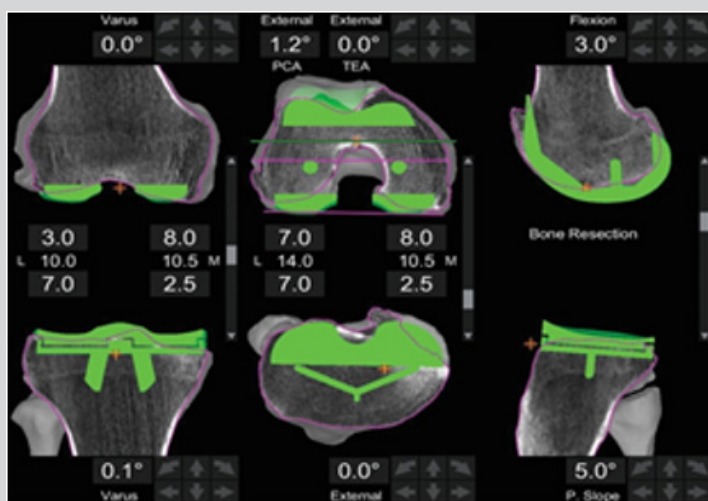 Varus External External Flexion
0.0° 1.2° 0.0° 3.0°
PCA TEA
3.0 8.0 7.0 8.0 Bone Resection
L 10.0 10.5 M L 14.0 10.5 M
7.0 2.5 7.0 2.5
0.1° 0.0° 5.0°
Varus External P. Slope